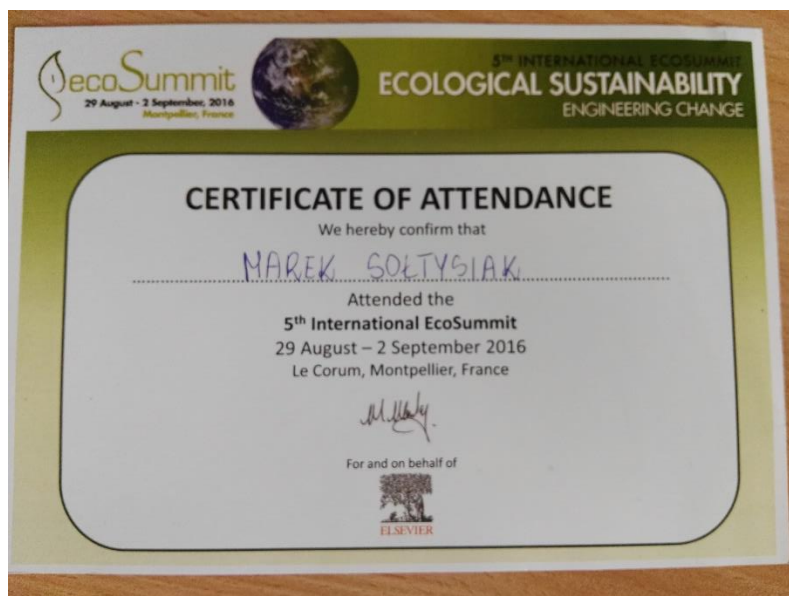 ecoSummit
29 August - 2 September, 2016
Montpellier, France
5TH INTERNATIONAL ECOSUMMIT
ECOLOGICAL SUSTAINABILITY
ENGINEERING CHANGE
CERTIFICATE OF ATTENDANCE
We hereby confirm that
MAREK SOŁTYSIAK
Attended the
5th International EcoSummit
29 August – 2 September 2016
Le Corum, Montpellier, France
For and on behalf of
ELSEVIER